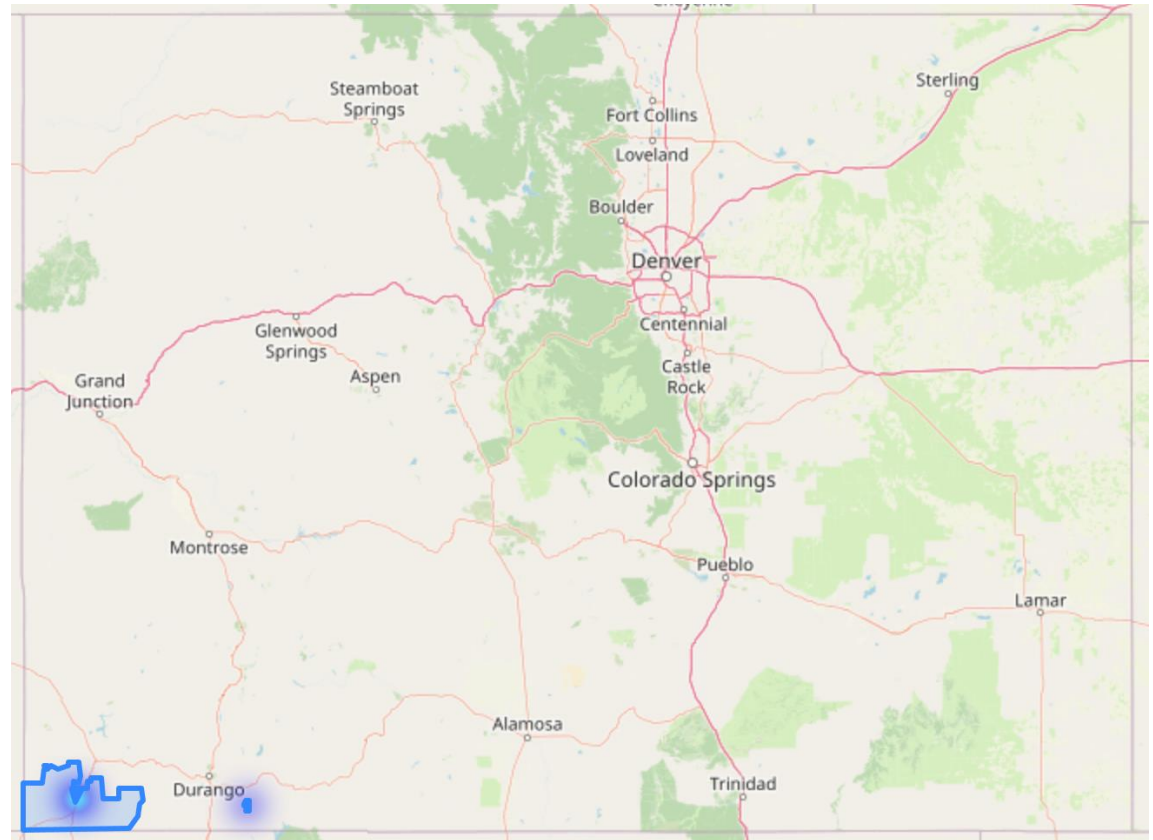 Cheyenne
Sterling
Steamboat
Springs
Fort Collins
Loveland
Boulder
Denver
Centennial
Glenwood
Springs
Castle
Rock
Aspen
Grand
Junction
Colorado Springs
Montrose
Pueblo
Lamar
Alamosa
Trinidad
Durango